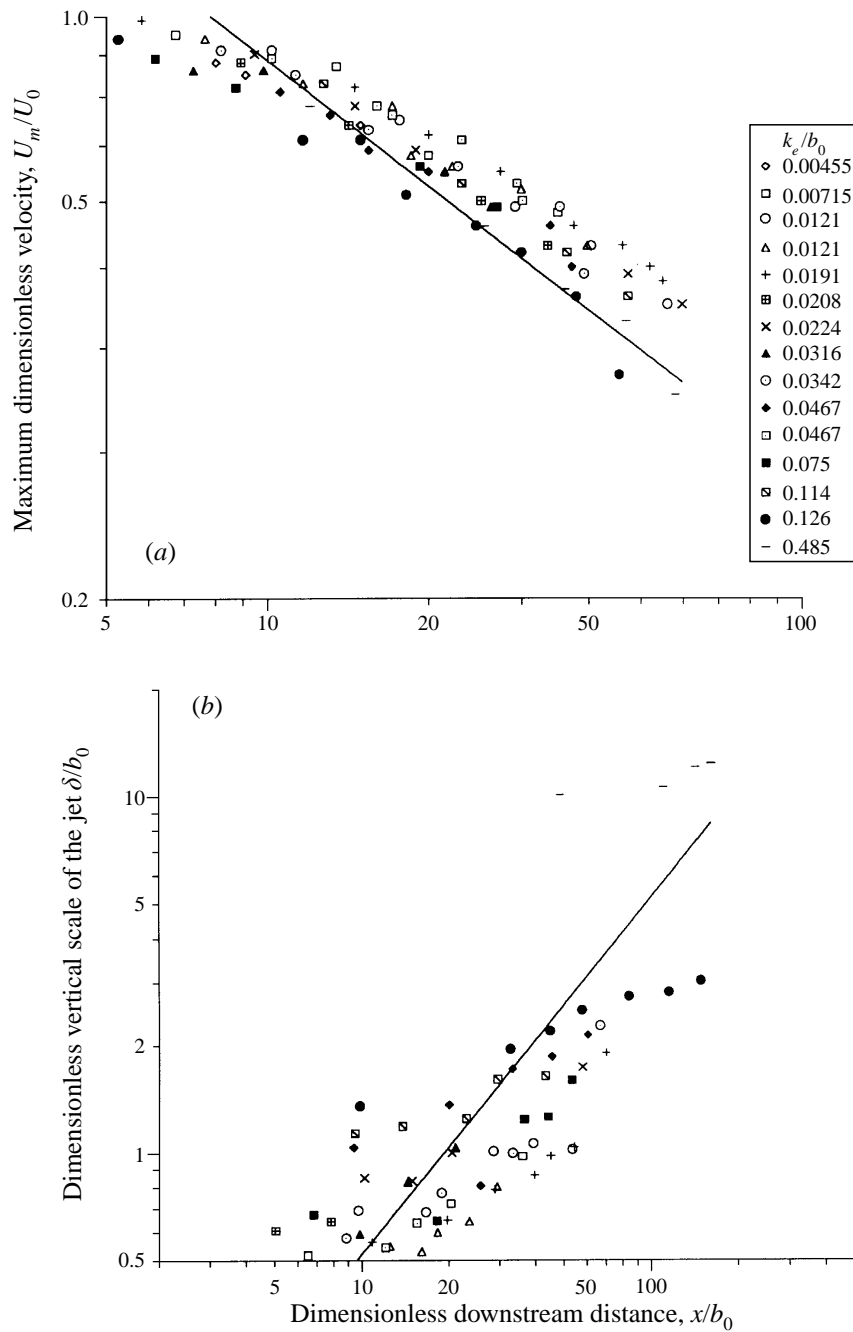 1.0
0.5
0.2
Maximum dimensionless velocity, U_m/U_0
(a)
5 10 20 50 100
k_e/b_0
0.00455
0.00715
0.0121
0.0121
0.0191
0.0208
0.0224
0.0316
0.0342
0.0467
0.0467
0.075
0.114
0.126
0.485
(b)
10
5
2
1
0.5
Dimensionless vertical scale of the jet δ/b_0
5 10 20 50 100
Dimensionless downstream distance, x/b_0